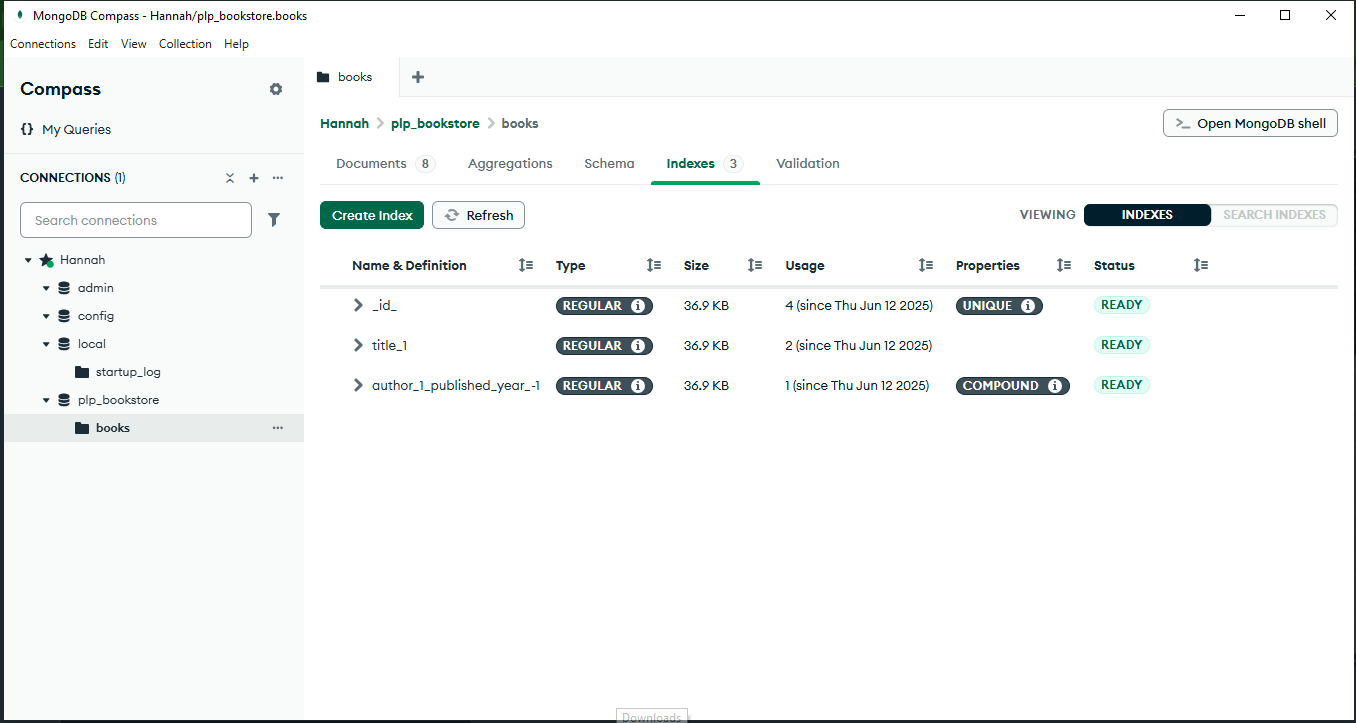 MongoDB Compass - Hannah/plp_bookstore.books
Connections Edit View Collection Help
Compass
My Queries
CONNECTIONS (1)
Search connections
Hannah
admin
config
local
startup_log
plp_bookstore
books
books
Hannah > plp_bookstore > books
>_ Open MongoDB shell
Documents 8 Aggregations Schema Indexes 3 Validation
Create Index Refresh
VIEWING INDEXES SEARCH INDEXES
Name & Definition Type Size Usage Properties Status
_id_ REGULAR 36.9 KB 4 (since Thu Jun 12 2025) UNIQUE READY
title_1 REGULAR 36.9 KB 2 (since Thu Jun 12 2025) READY
author_1_published_year_-1 REGULAR 36.9 KB 1 (since Thu Jun 12 2025) COMPOUND READY
Downloads